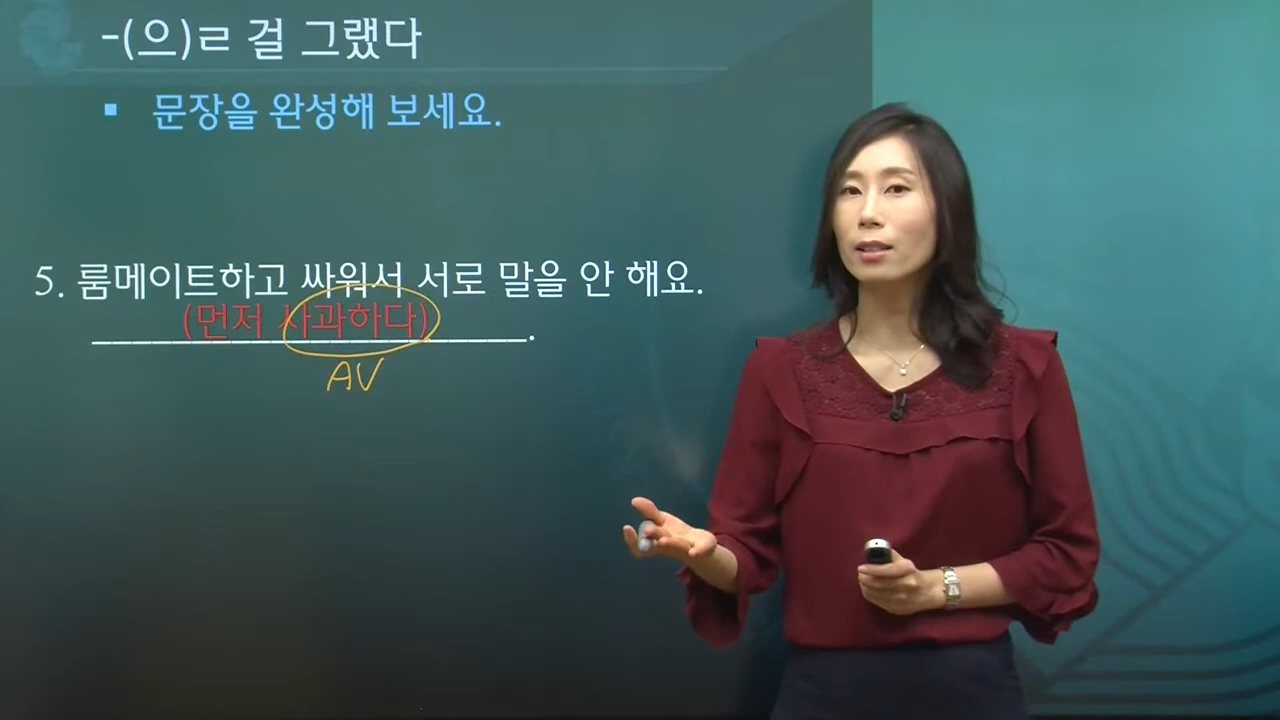 -(으)ㄹ 걸 그랬다
▪ 문장을 완성해 보세요.
5. 룸메이트하고 싸워서 서로 말을 안 해요.
(먼저 사과하다)
______________________.
AV